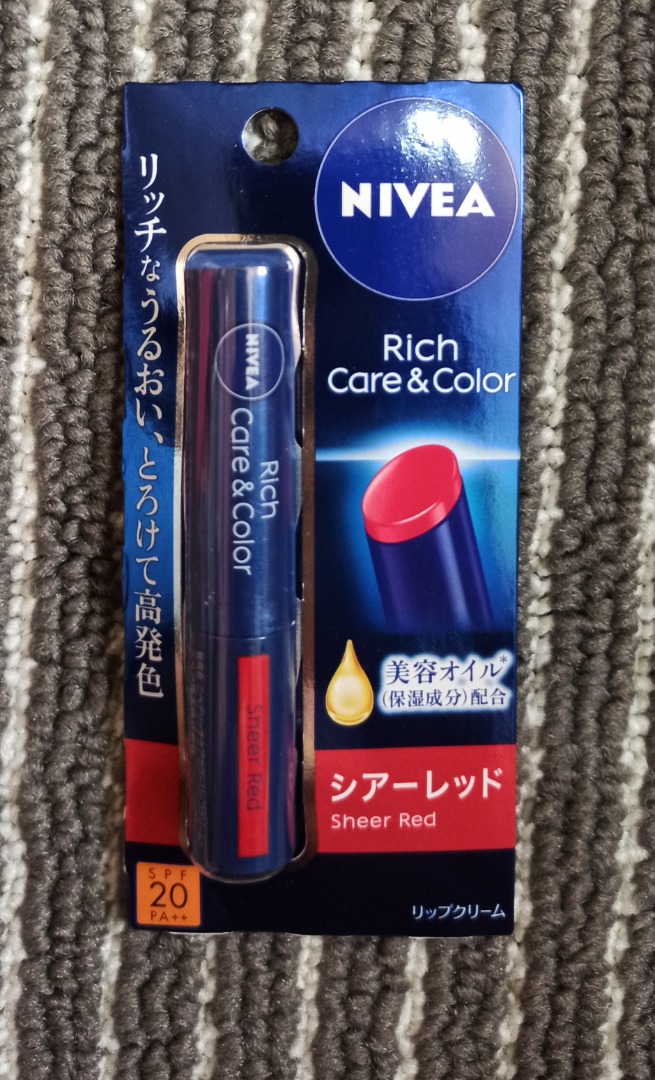 NIVEA
Rich
Care & Color
リッチなうるおい、とろけて高発色
NIVEA
Rich
Care & Color
Sheer Red
美容オイル*
(保湿成分)配合
シアーレッド
Sheer Red
SPF
20
PA++
リップクリーム